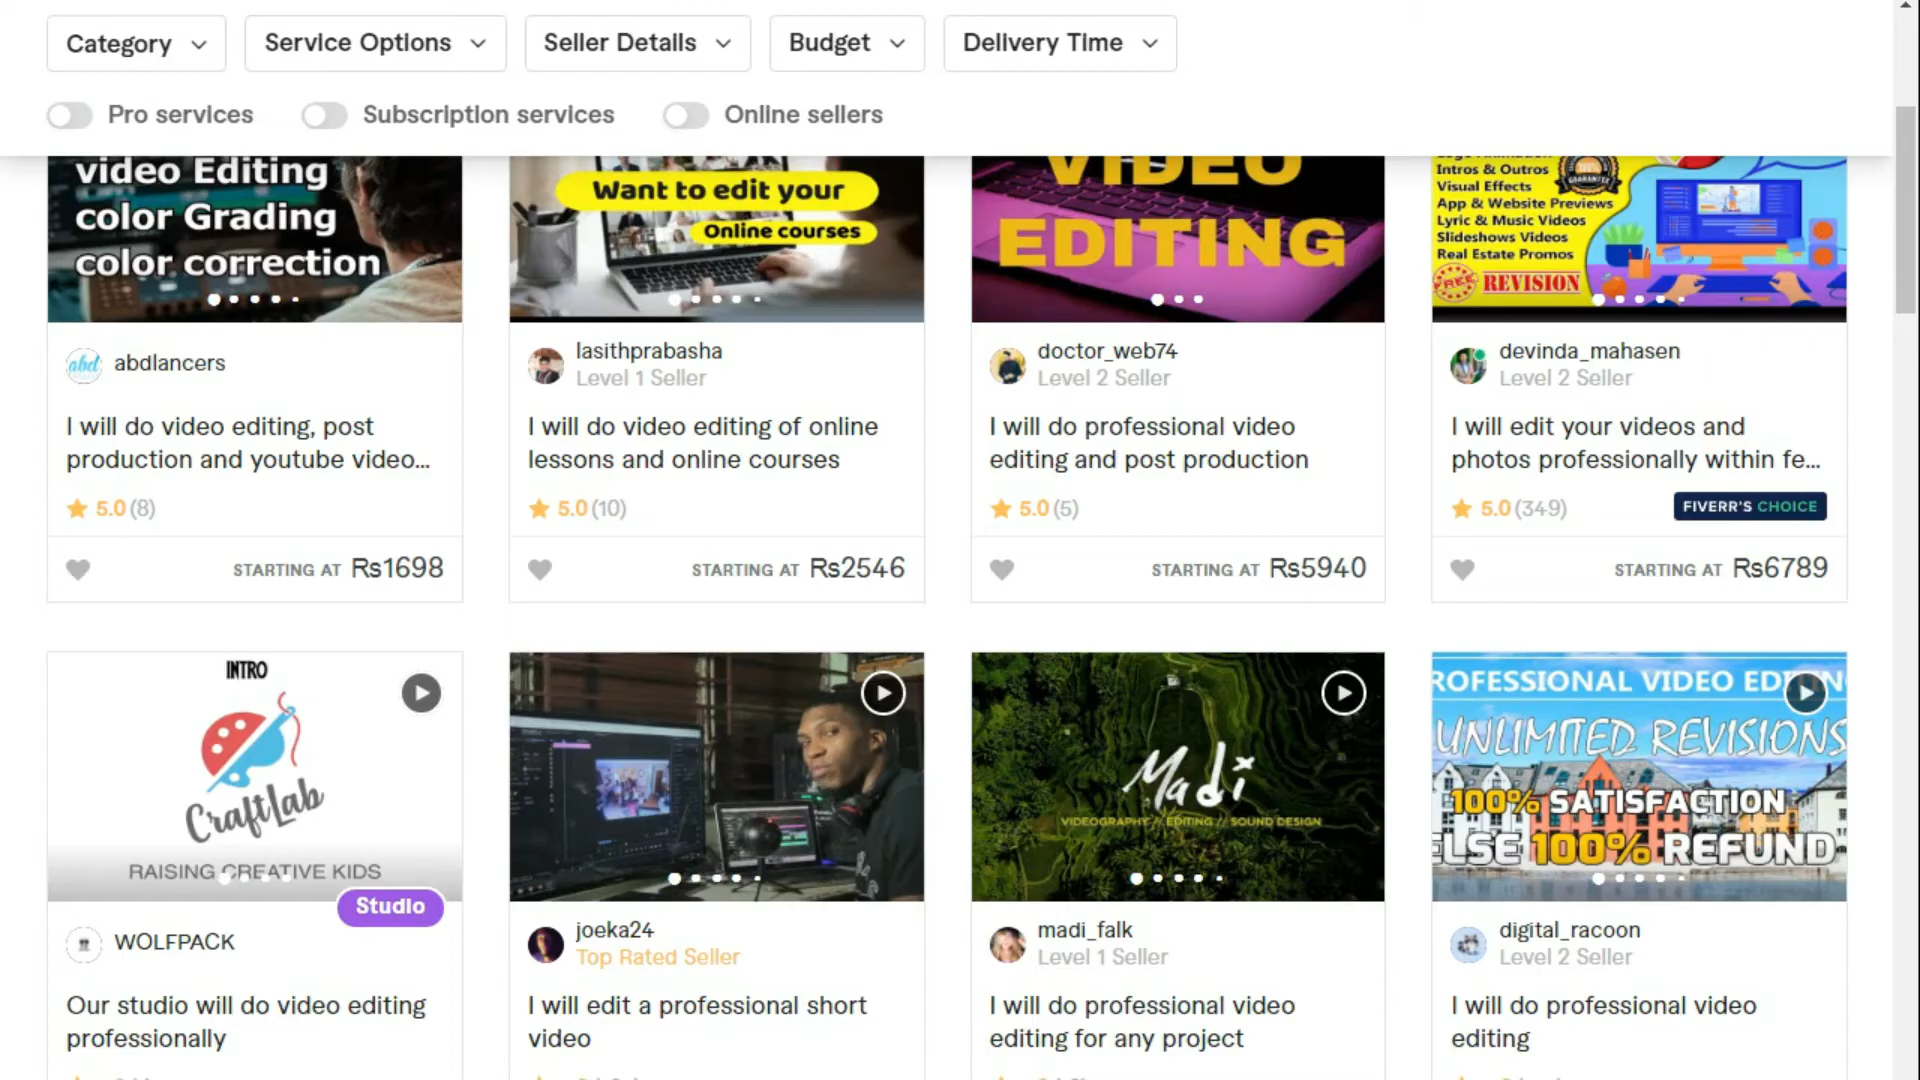 Category
Service Options
Seller Details
Budget
Delivery Time
Pro services
Subscription services
Online sellers
video Editing
color Grading
color correction
Want to edit your
Online courses
VIDEO
EDITING
Intros & Outros
Visual Effects
App & Website Previews
Lyric & Music Videos
Slideshows Videos
Real Estate Promos
FREE REVISION
abd
abdlancers
I will do video editing, post
production and youtube video...
5.0 (8)
STARTING AT Rs1698
lasithprabasha
Level 1 Seller
I will do video editing of online
lessons and online courses
5.0 (10)
STARTING AT Rs2546
doctor_web74
Level 2 Seller
I will do professional video
editing and post production
5.0 (5)
STARTING AT Rs5940
devinda_mahasen
Level 2 Seller
I will edit your videos and
photos professionally within fe...
5.0 (349)
FIVERR'S CHOICE
STARTING AT Rs6789
INTRO
CraftLab
RAISING CREATIVE KIDS
Studio
WOLFPACK
Our studio will do video editing
professionally
joeka24
Top Rated Seller
I will edit a professional short
video
Madi
VIDEOGRAPHY // EDITING // SOUND DESIGN
madi_falk
Level 1 Seller
I will do professional video
editing for any project
ROFESSIONAL VIDEO EDI
UNLIMITED REVISIONS
100% SATISFACTION
ELSE 100% REFUND
digital_racoon
Level 2 Seller
I will do professional video
editing